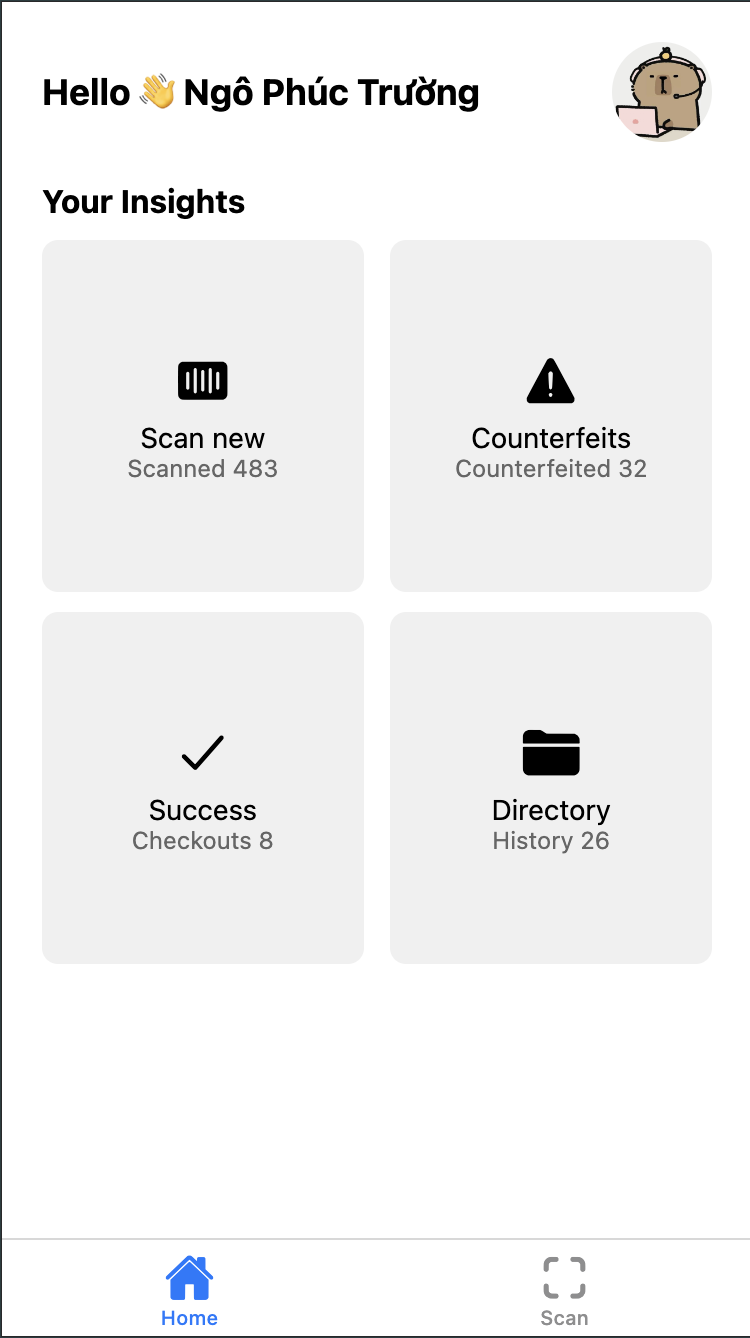 Hello 👋 Ngô Phúc Trường
Your Insights
Scan new
Scanned 483
Counterfeits
Counterfeited 32
Success
Checkouts 8
Directory
History 26
Home
Scan